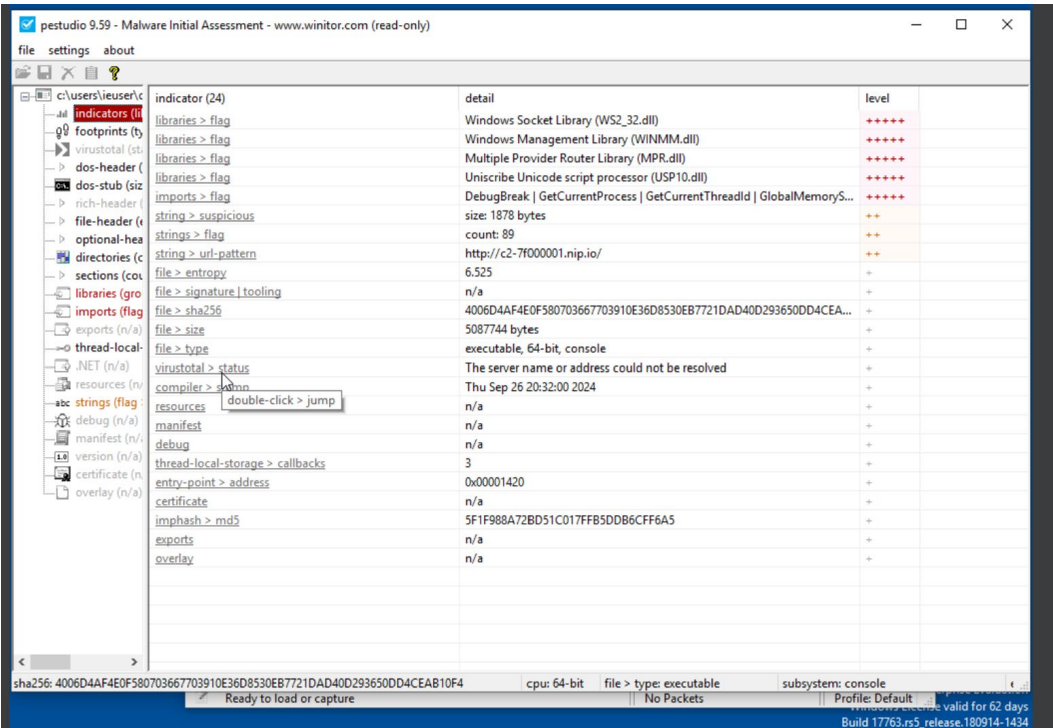 pestudio 9.59 - Malware Initial Assessment - www.winitor.com (read-only)
file settings about
c:\users\ieuser\c
indicators (li
footprints (ty
virustotal (sta
dos-header (
dos-stub (siz
rich-header (
file-header (e
optional-hea
directories (c
sections (cou
libraries (gro
imports (flag
exports (n/a)
thread-local-
.NET (n/a)
resources (n/
abc strings (flag
debug (n/a)
manifest (n/
version (n/a)
certificate (n
overlay (n/a)
indicator (24) detail level
libraries > flag Windows Socket Library (WS2_32.dll) +++++
libraries > flag Windows Management Library (WINMM.dll) +++++
libraries > flag Multiple Provider Router Library (MPR.dll) +++++
libraries > flag Uniscribe Unicode script processor (USP10.dll) +++++
imports > flag DebugBreak | GetCurrentProcess | GetCurrentThreadId | GlobalMemoryS... +++++
string > suspicious size: 1878 bytes ++
strings > flag count: 89 ++
string > url-pattern http://c2-7f000001.nip.io/ ++
file > entropy 6.525 +
file > signature | tooling n/a +
file > sha256 4006D4AF4E0F580703667703910E36D8530EB7721DAD40D293650DD4CEA... +
file > size 5087744 bytes +
file > type executable, 64-bit, console +
virustotal > status The server name or address could not be resolved +
compiler > Thu Sep 26 20:32:00 2024 +
double-click > jump
resources n/a +
manifest n/a +
debug n/a +
thread-local-storage > callbacks 3 +
entry-point > address 0x00001420 +
certificate n/a +
imphash > md5 5F1F988A72BD51C017FFB5DDB6CFF6A5 +
exports n/a +
overlay n/a +
sha256: 4006D4AF4E0F580703667703910E36D8530EB7721DAD40D293650DD4CEAB10F4 cpu: 64-bit file > type: executable subsystem: console
Ready to load or capture No Packets Profile: Default
Windows License valid for 62 days
Build 17763.rs5_release.180914-1434